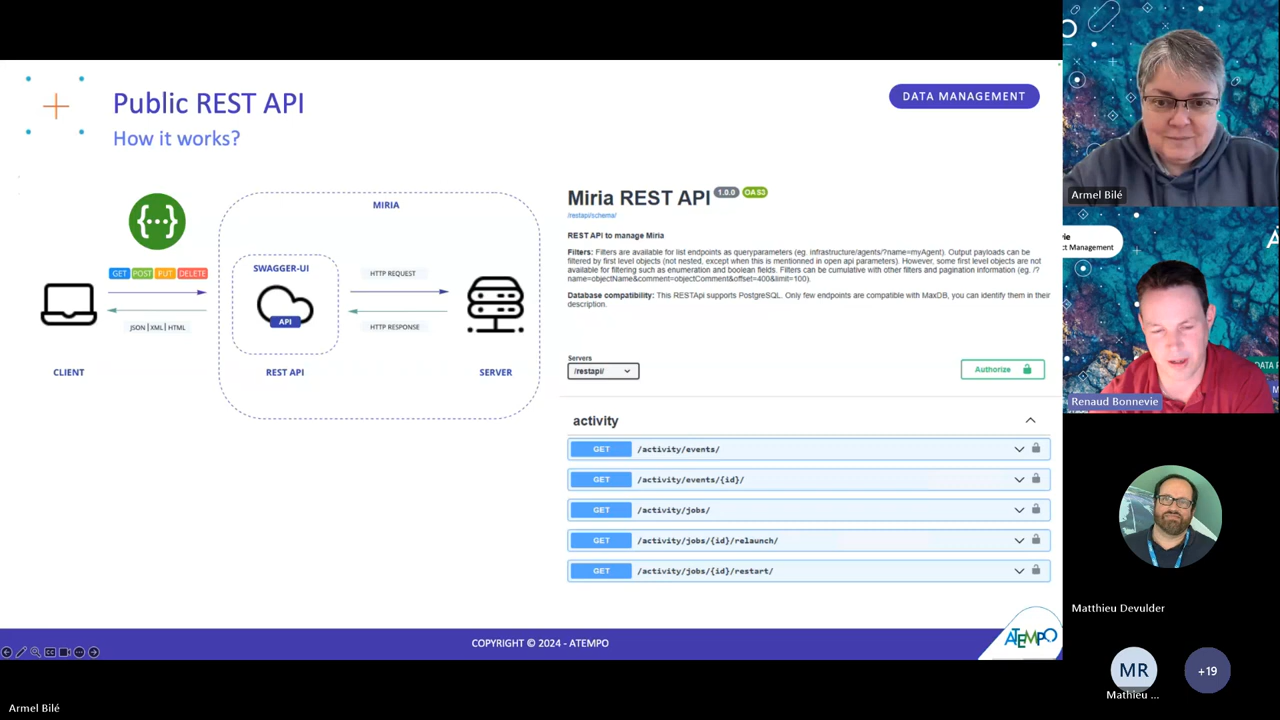 Public REST API
How it works?
DATA MANAGEMENT
MIRIA
GET POST PUT DELETE
JSON | XML | HTML
CLIENT
SWAGGER-UI
API
REST API
HTTP REQUEST
HTTP RESPONSE
SERVER
Miria REST API 1.0.0 OAS3
/restapi/schema/
REST API to manage Miria
Filters: Filters are available for list endpoints as queryparameters (eg. infrastructure/agents/?name=myAgent). Output payloads can be
filtered by first level objects (not nested, except when this is mentionned in open api parameters). However, some first level objects are not
available for filtering such as enumeration and boolean fields. Filters can be cumulative with other filters and pagination information (eg. /?
name=objectName&comment=objectComment&offset=400&limit=100).
Database compatibility: This RESTApi supports PostgreSQL. Only few endpoints are compatible with MaxDB, you can identify them in their
description.
Servers
/restapi/
Authorize
activity
GET /activity/events/
GET /activity/events/{id}/
GET /activity/jobs/
GET /activity/jobs/{id}/relaunch/
GET /activity/jobs/{id}/restart/
COPYRIGHT © 2024 - ATEMPO
ATEMPO
Armel Bilé
Armel Bilé
rie
ct Management
A
DATA P
M
Renaud Bonnevie
Matthieu Devulder
MR
Mathieu ...
+19